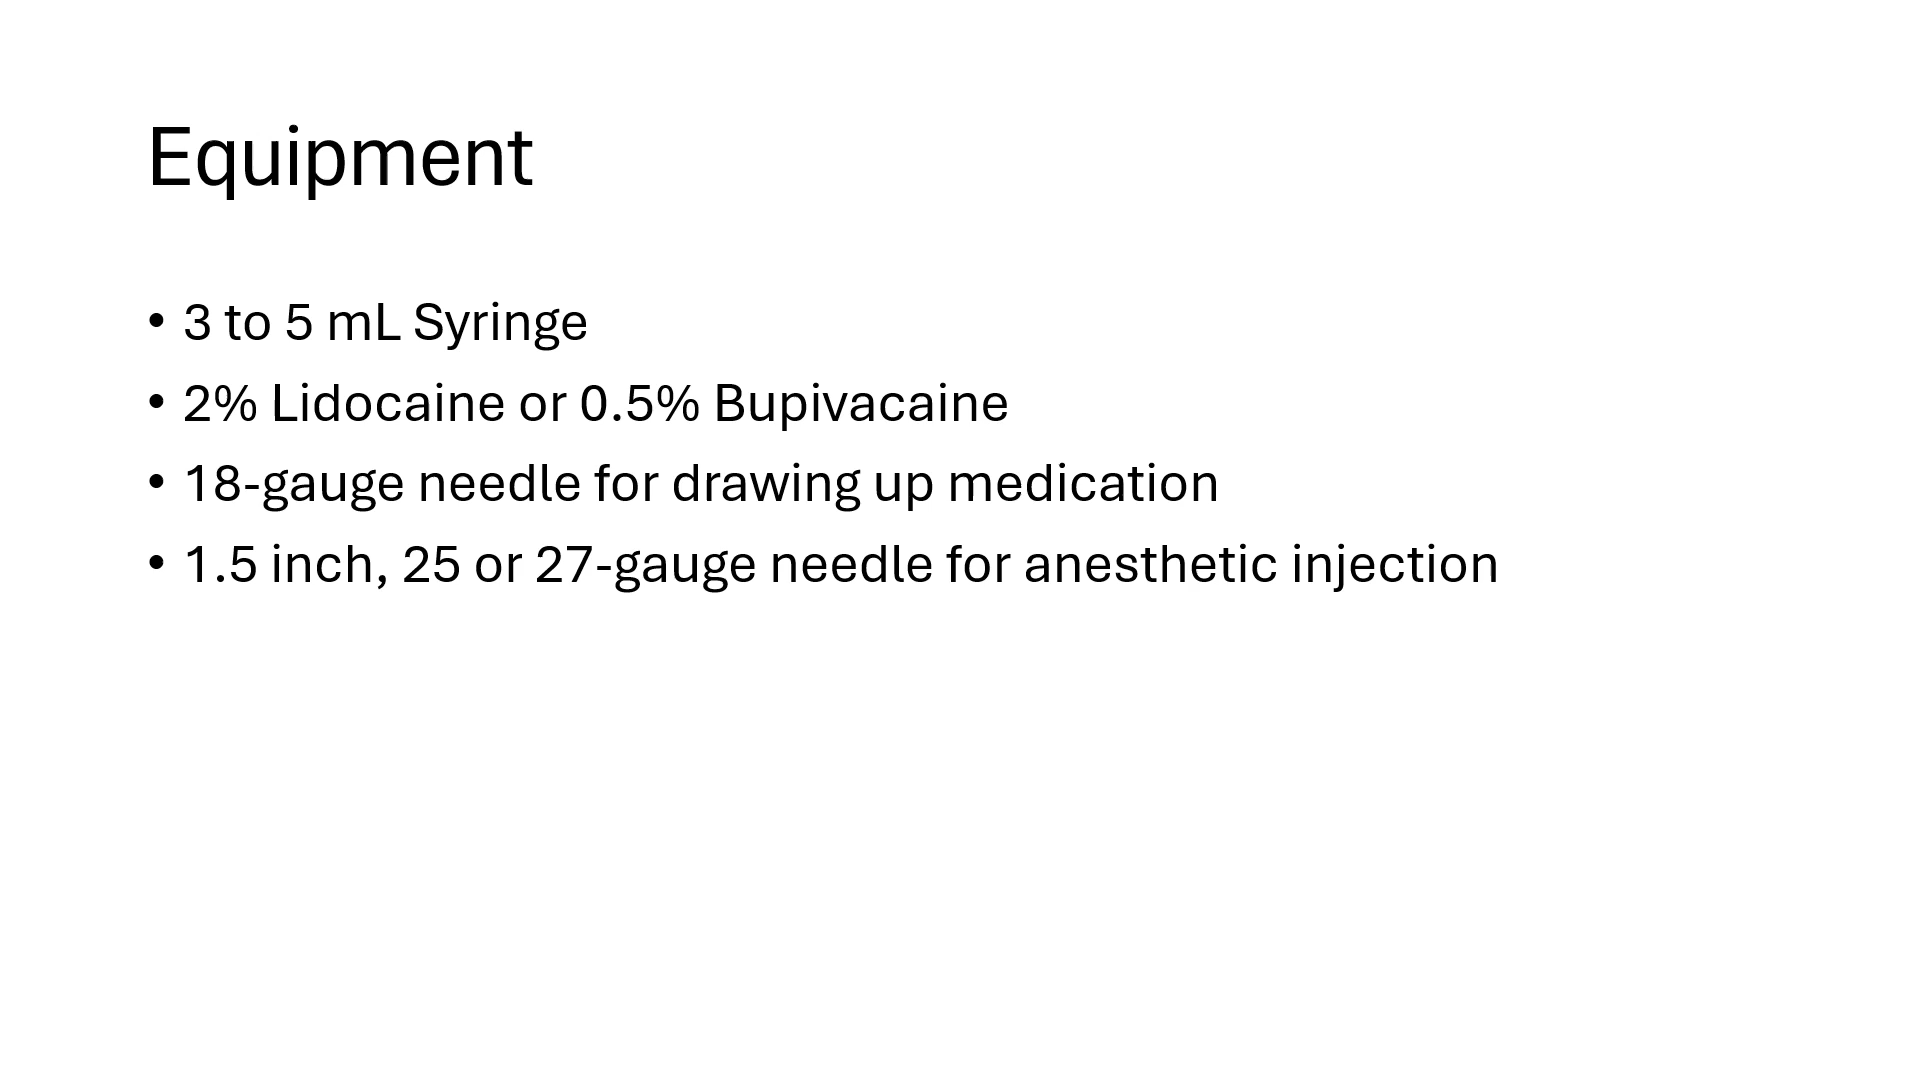 Equipment
• 3 to 5 mL Syringe
• 2% Lidocaine or 0.5% Bupivacaine
• 18-gauge needle for drawing up medication
• 1.5 inch, 25 or 27-gauge needle for anesthetic injection